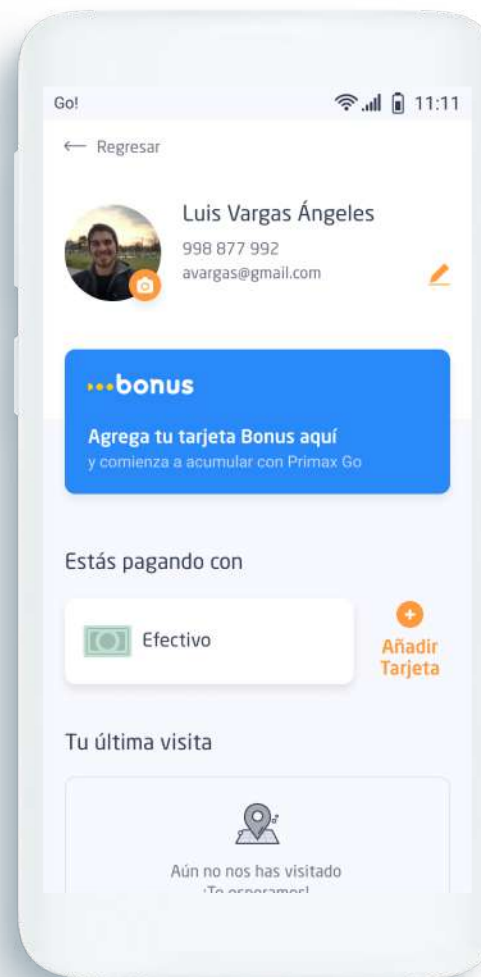 Go!
11:11
← Regresar
Luis Vargas Ángeles
998 877 992
avargas@gmail.com
bonus
Agrega tu tarjeta Bonus aquí
y comienza a acumular con Primax Go
Estás pagando con
Efectivo
Añadir
Tarjeta
Tu última visita
Aún no nos has visitado
¡Te esperamos!